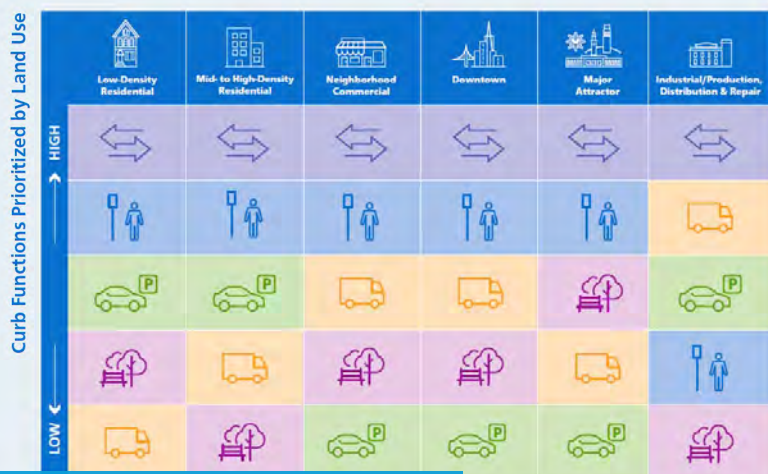 Curb Functions Prioritized by Land Use
Low-Density
Residential
Mid- to High-Density
Residential
Neighborhood
Commercial
Downtown
Major
Attractor
Industrial/Production,
Distribution & Repair
HIGH
P
P
P
LOW
P
P
P